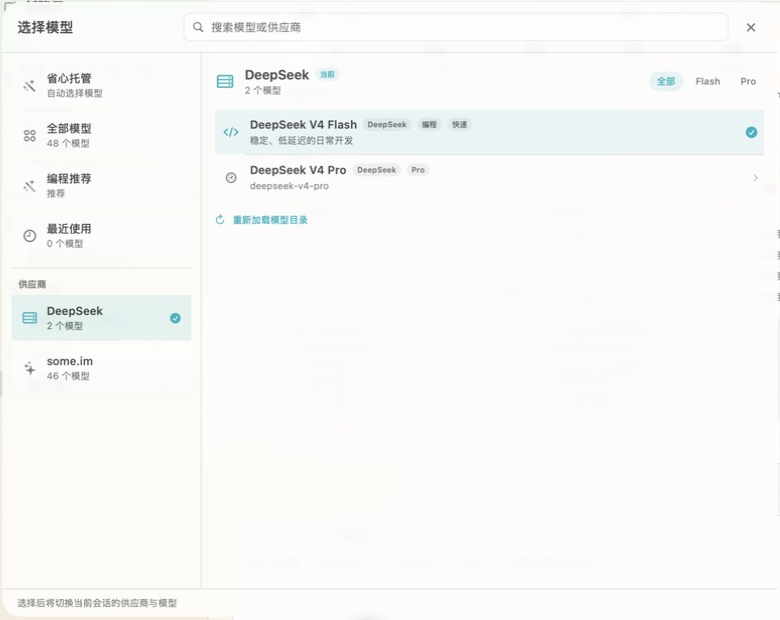 选择模型
搜索模型或供应商
省心托管
自动选择模型
全部模型
48 个模型
编程推荐
推荐
最近使用
0 个模型
供应商
DeepSeek
2 个模型
some.im
46 个模型
DeepSeek 当前
2 个模型
全部 Flash Pro
DeepSeek V4 Flash DeepSeek 编程 快速
稳定、低延迟的日常开发
DeepSeek V4 Pro DeepSeek Pro
deepseek-v4-pro
重新加载模型目录
选择后将切换当前会话的供应商与模型